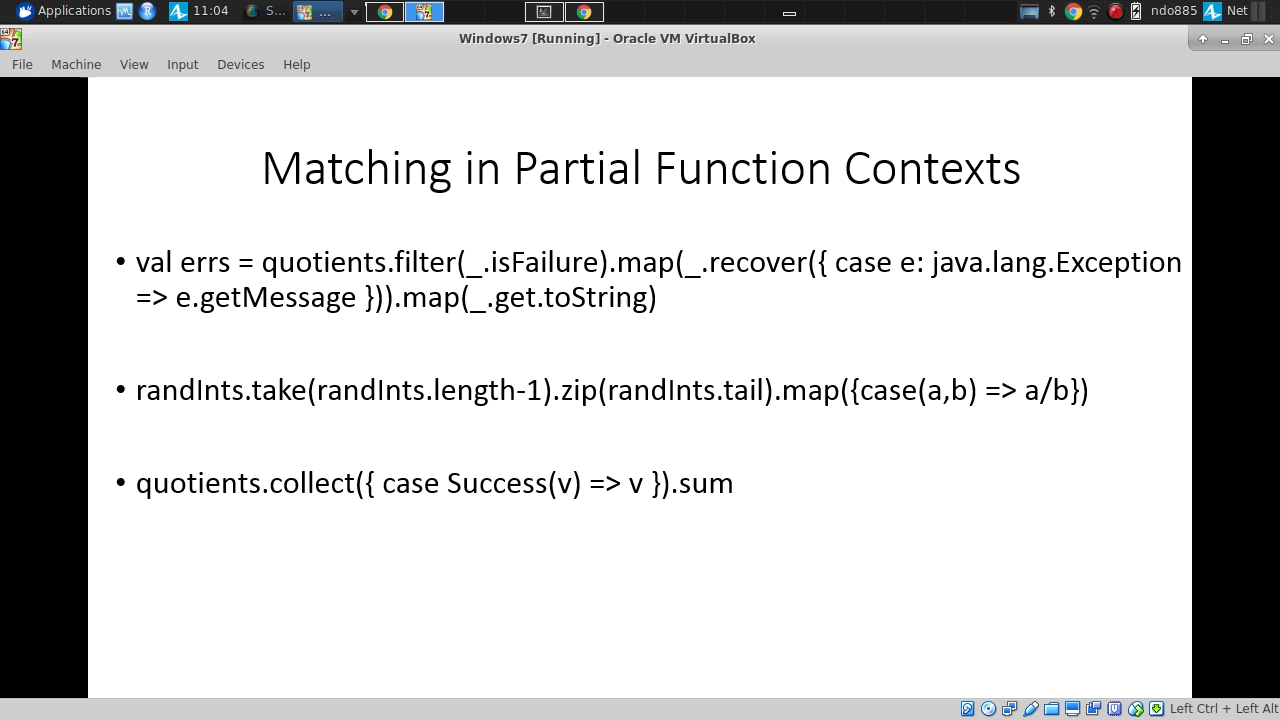 Applications 11:04 S... ... ndo885 Net
Windows7 [Running] - Oracle VM VirtualBox
File Machine View Input Devices Help
Matching in Partial Function Contexts
• val errs = quotients.filter(_.isFailure).map(_.recover({ case e: java.lang.Exception
=> e.getMessage })).map(_.get.toString)
• randInts.take(randInts.length-1).zip(randInts.tail).map({case(a,b) => a/b})
• quotients.collect({ case Success(v) => v }).sum
Left Ctrl + Left Alt